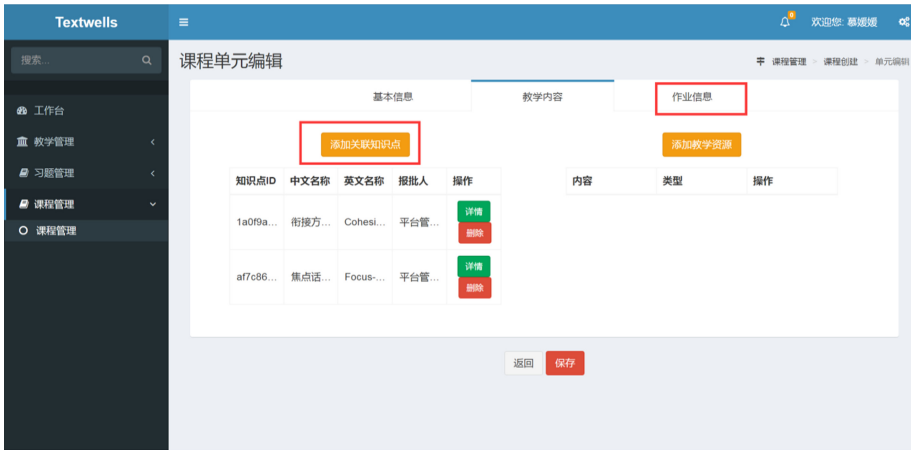 Textwells
欢迎您: 慕媛媛
搜索...
工作台
教学管理
习题管理
课程管理
课程管理
课程单元编辑
课程管理 > 课程创建 > 单元编辑
基本信息 教学内容 作业信息
添加关联知识点 添加教学资源
知识点ID 中文名称 英文名称 报批人 操作
1a0f9a... 衔接方... Cohesi... 平台管... 详情
删除
af7c86... 焦点话... Focus-... 平台管... 详情
删除
内容 类型 操作
返回 保存